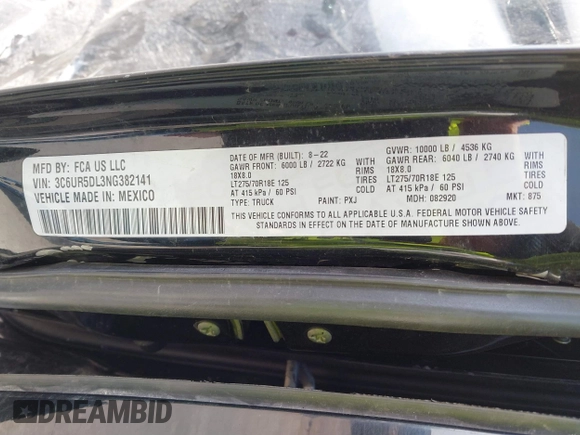 MFD BY: FCA US LLC
VIN: 3C6UR5DL3NG382141
VEHICLE MADE IN: MEXICO
DATE OF MFR (BUILT): 8-22 GVWR: 10000 LB / 4536 KG
GAWR FRONT: 6000 LB / 2722 KG WITH GAWR REAR: 6040 LB / 2740 KG WITH
18X8.0 RIMS 18X8.0 RIMS
LT275/70R18E 125 TIRES LT275/70R18E 125 TIRES
AT 415 kPa / 60 PSI AT 415 kPa / 60 PSI
TYPE: TRUCK PAINT: PXJ MDH: 082920 MKT: 875
THIS VEHICLE CONFORMS TO ALL APPLICABLE U.S.A. FEDERAL MOTOR VEHICLE SAFETY
STANDARDS IN EFFECT ON THE DATE OF MANUFACTURE SHOWN ABOVE.
DREAMBID